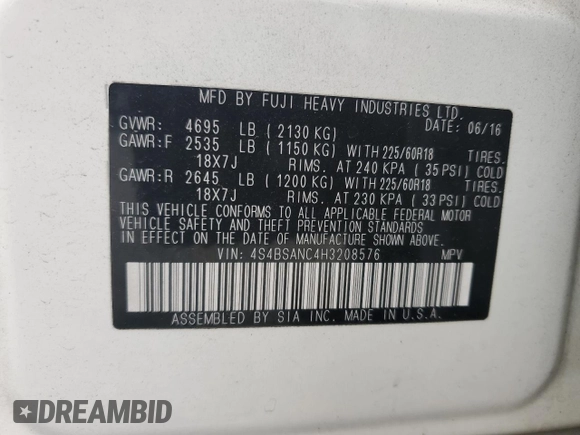 MFD BY FUJI HEAVY INDUSTRIES LTD.
GVWR: 4695 LB ( 2130 KG) DATE: 06/16
GAWR:F 2535 LB ( 1150 KG) WITH 225/60R18 TIRES.
18X7J RIMS. AT 240 KPA ( 35 PSI) COLD
GAWR:R 2645 LB ( 1200 KG) WITH 225/60R18 TIRES.
18X7J RIMS. AT 230 KPA ( 33 PSI) COLD
THIS VEHICLE CONFORMS TO ALL APPLICABLE FEDERAL MOTOR
VEHICLE SAFETY AND THEFT PREVENTION STANDARDS
IN EFFECT ON THE DATE OF MANUFACTURE SHOWN ABOVE.
VIN: 4S4BSANC4H3208576 MPV
ASSEMBLED BY SIA INC. MADE IN U.S.A.
DREAMBID